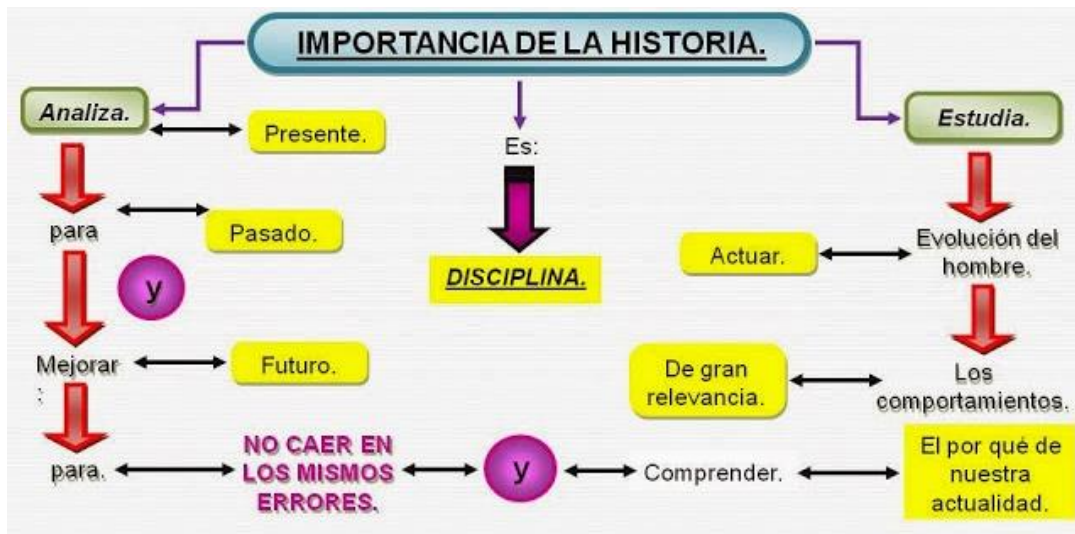 IMPORTANCIA DE LA HISTORIA.
Analiza.
Presente.
para
Pasado.
y
Mejorar
:
Futuro.
para.
NO CAER EN
LOS MISMOS
ERRORES.
y
Comprender.
El por qué de
nuestra
actualidad.
Es:
DISCIPLINA.
Estudia.
Evolución del
hombre.
Actuar.
Los
comportamientos.
De gran
relevancia.